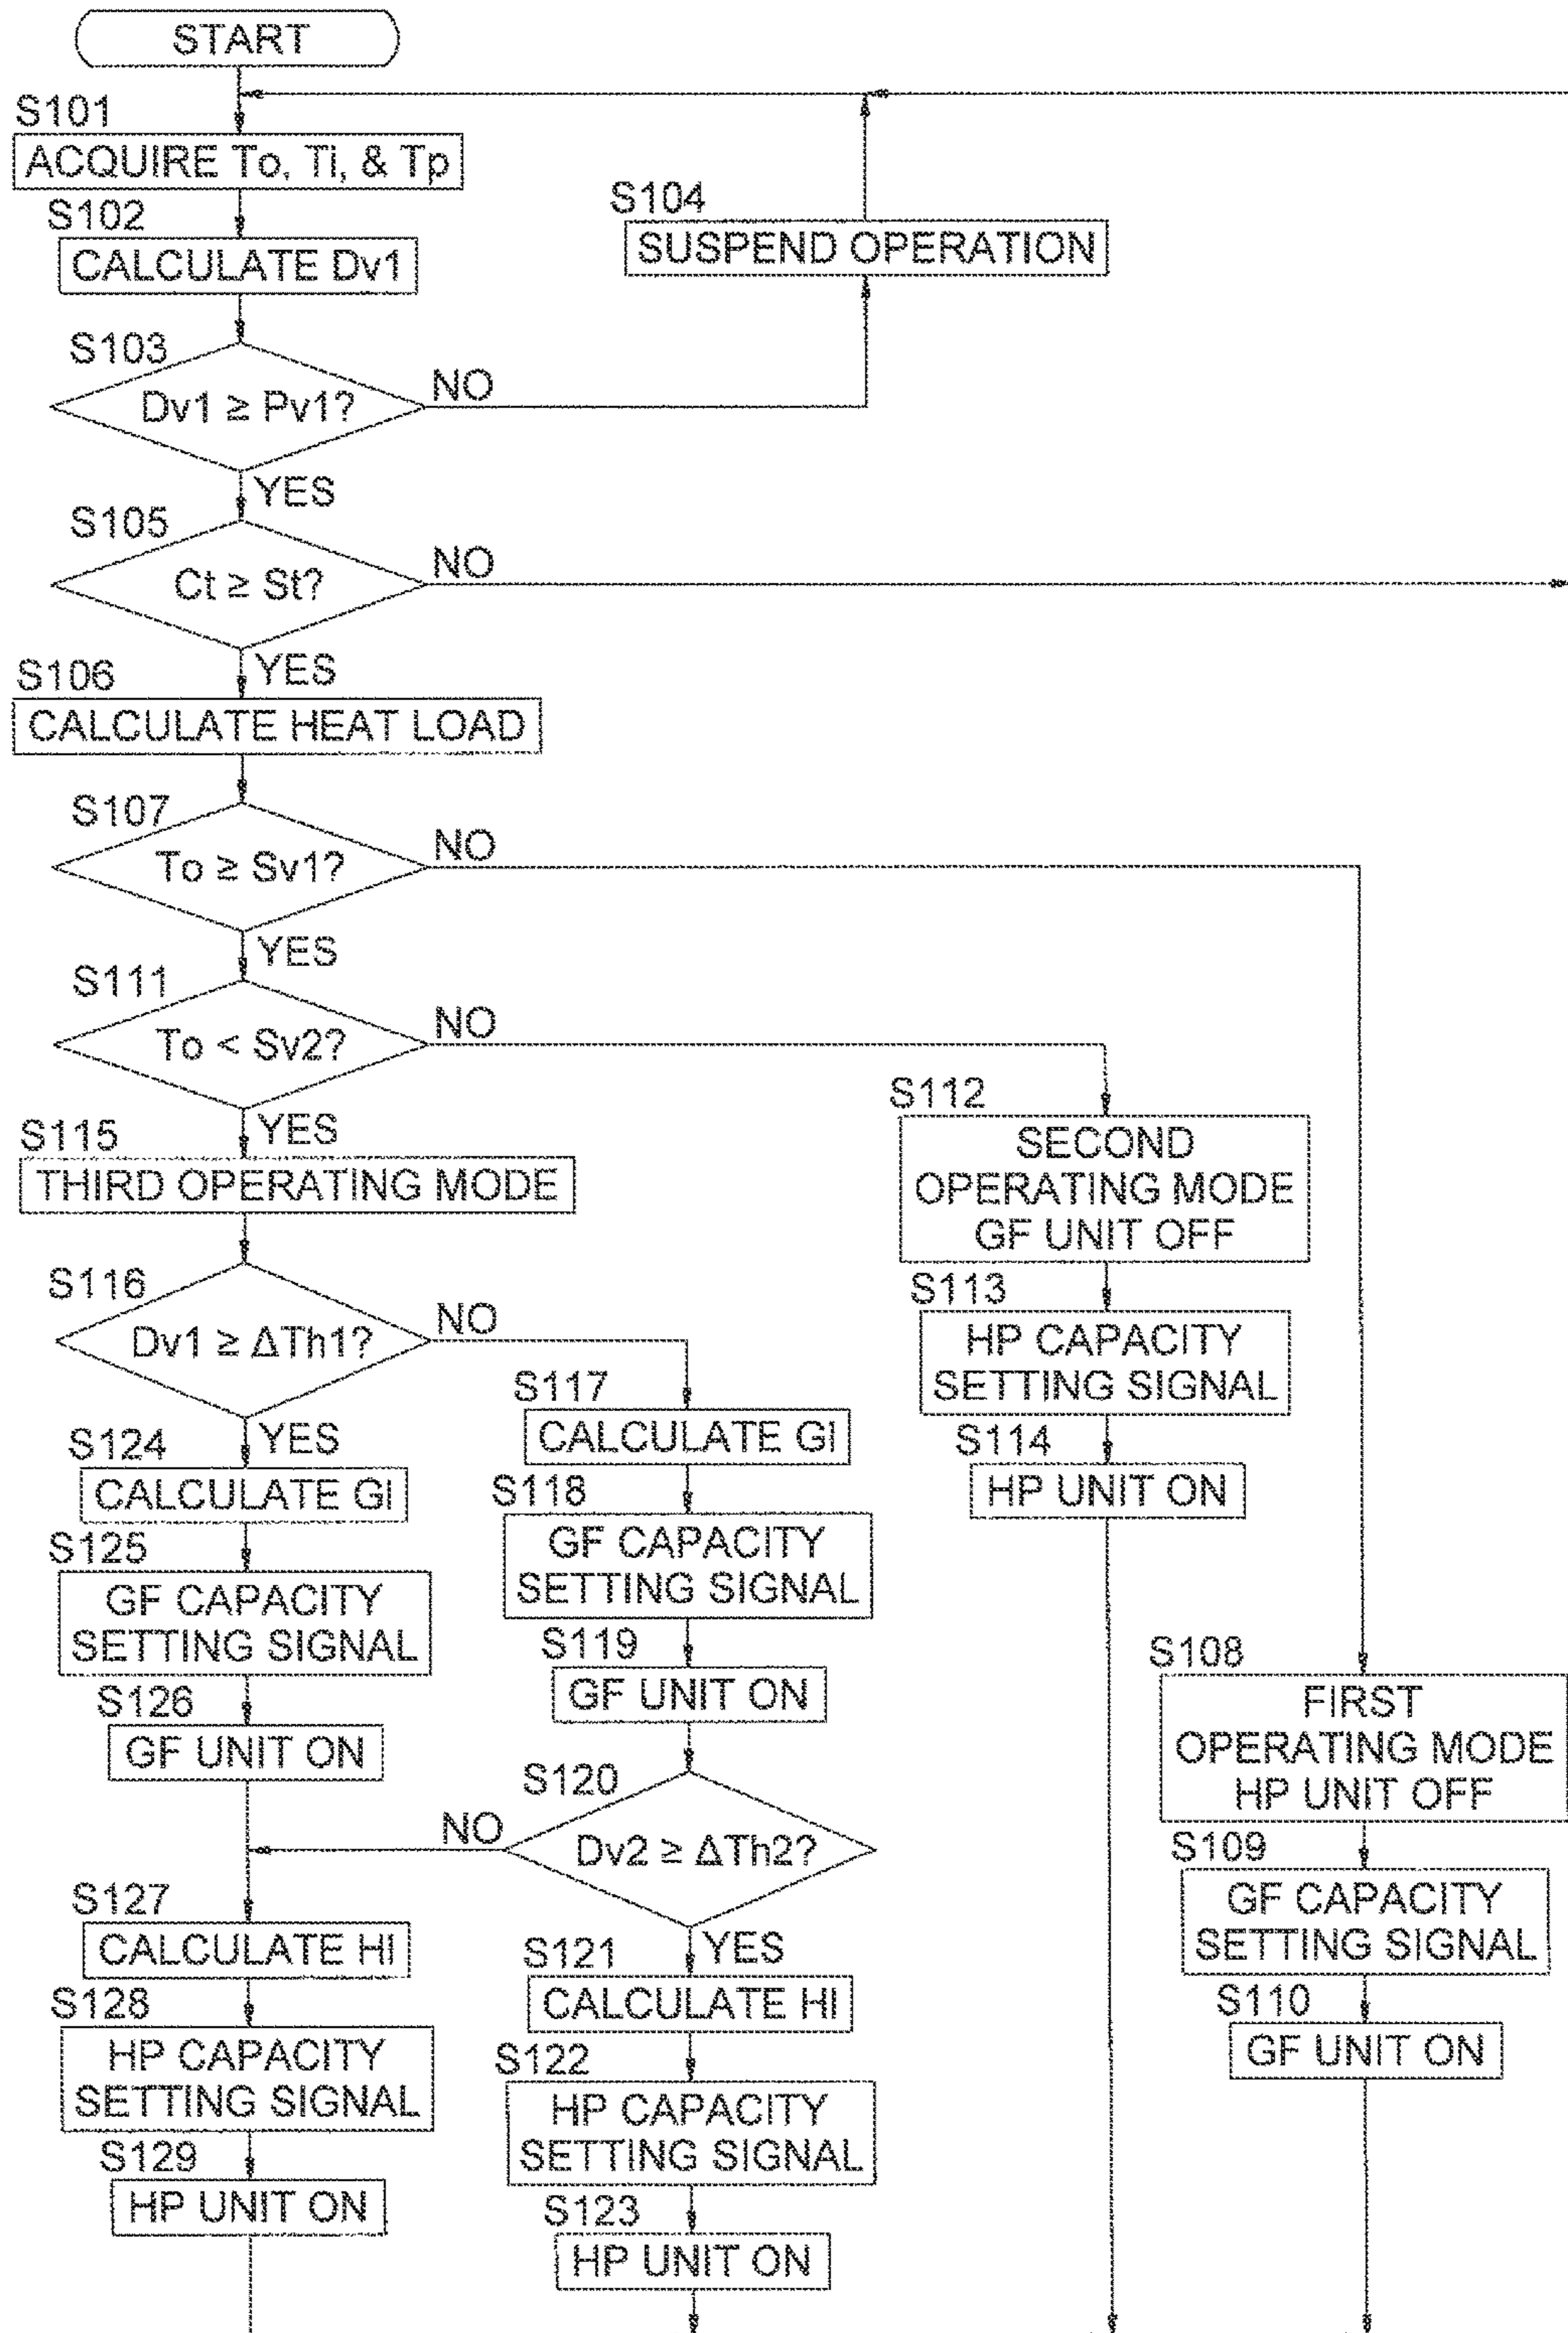 START
S101
ACQUIRE To, Ti, & Tp
S102
CALCULATE Dv1
S103
Dv1 ≥ Pv1?
NO
S104
SUSPEND OPERATION
YES
S105
Ct ≥ St?
NO
YES
S106
CALCULATE HEAT LOAD
S107
To ≥ Sv1?
NO
YES
S111
To < Sv2?
NO
YES
S115
THIRD OPERATING MODE
S116
Dv1 ≥ ΔTh1?
NO
YES
S124
CALCULATE GI
S125
GF CAPACITY
SETTING SIGNAL
S126
GF UNIT ON
S127
CALCULATE HI
S128
HP CAPACITY
SETTING SIGNAL
S129
HP UNIT ON
S117
CALCULATE GI
S118
GF CAPACITY
SETTING SIGNAL
S119
GF UNIT ON
S120
Dv2 ≥ ΔTh2?
NO
YES
S121
CALCULATE HI
S122
HP CAPACITY
SETTING SIGNAL
S123
HP UNIT ON
S112
SECOND
OPERATING MODE
GF UNIT OFF
S113
HP CAPACITY
SETTING SIGNAL
S114
HP UNIT ON
S108
FIRST
OPERATING MODE
HP UNIT OFF
S109
GF CAPACITY
SETTING SIGNAL
S110
GF UNIT ON